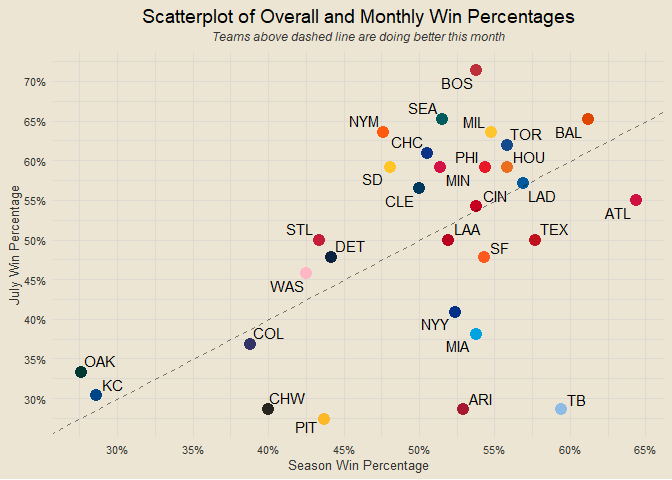 Scatterplot of Overall and Monthly Win Percentages
Teams above dashed line are doing better this month
July Win Percentage
70%
65%
60%
55%
50%
45%
40%
35%
30%
BOS
SEA
NYM
MIL
BAL
CHC
TOR
PHI
HOU
SD
MIN
CLE
CIN
LAD
ATL
STL
DET
LAA
TEX
SF
WAS
NYY
MIA
COL
OAK
KC
CHW
ARI
TB
PIT
30%
35%
40%
45%
50%
55%
60%
65%
Season Win Percentage